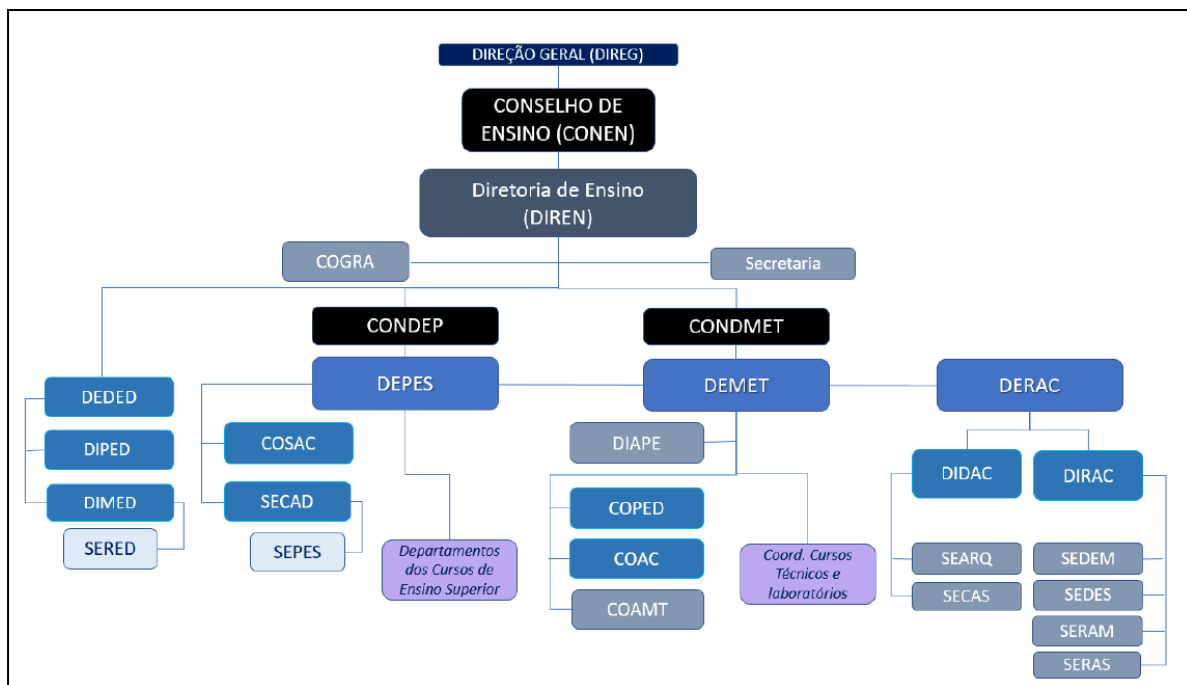 DIREÇÃO GERAL (DIREG)
CONSELHO DE
ENSINO (CONEN)
Diretoria de Ensino
(DIREN)
COGRA
Secretaria
CONDEP
CONDMET
DEPES
DEMET
DERAC
DEDED
DIPED
DIMED
SERED
COSAC
SECAD
SEPES
Departamentos
dos Cursos de
Ensino Superior
DIAPE
COPED
COAC
COAMT
Coord. Cursos
Técnicos e
laboratórios
DIDAC
DIRAC
SEARQ
SECAS
SEDEM
SEDES
SERAM
SERAS